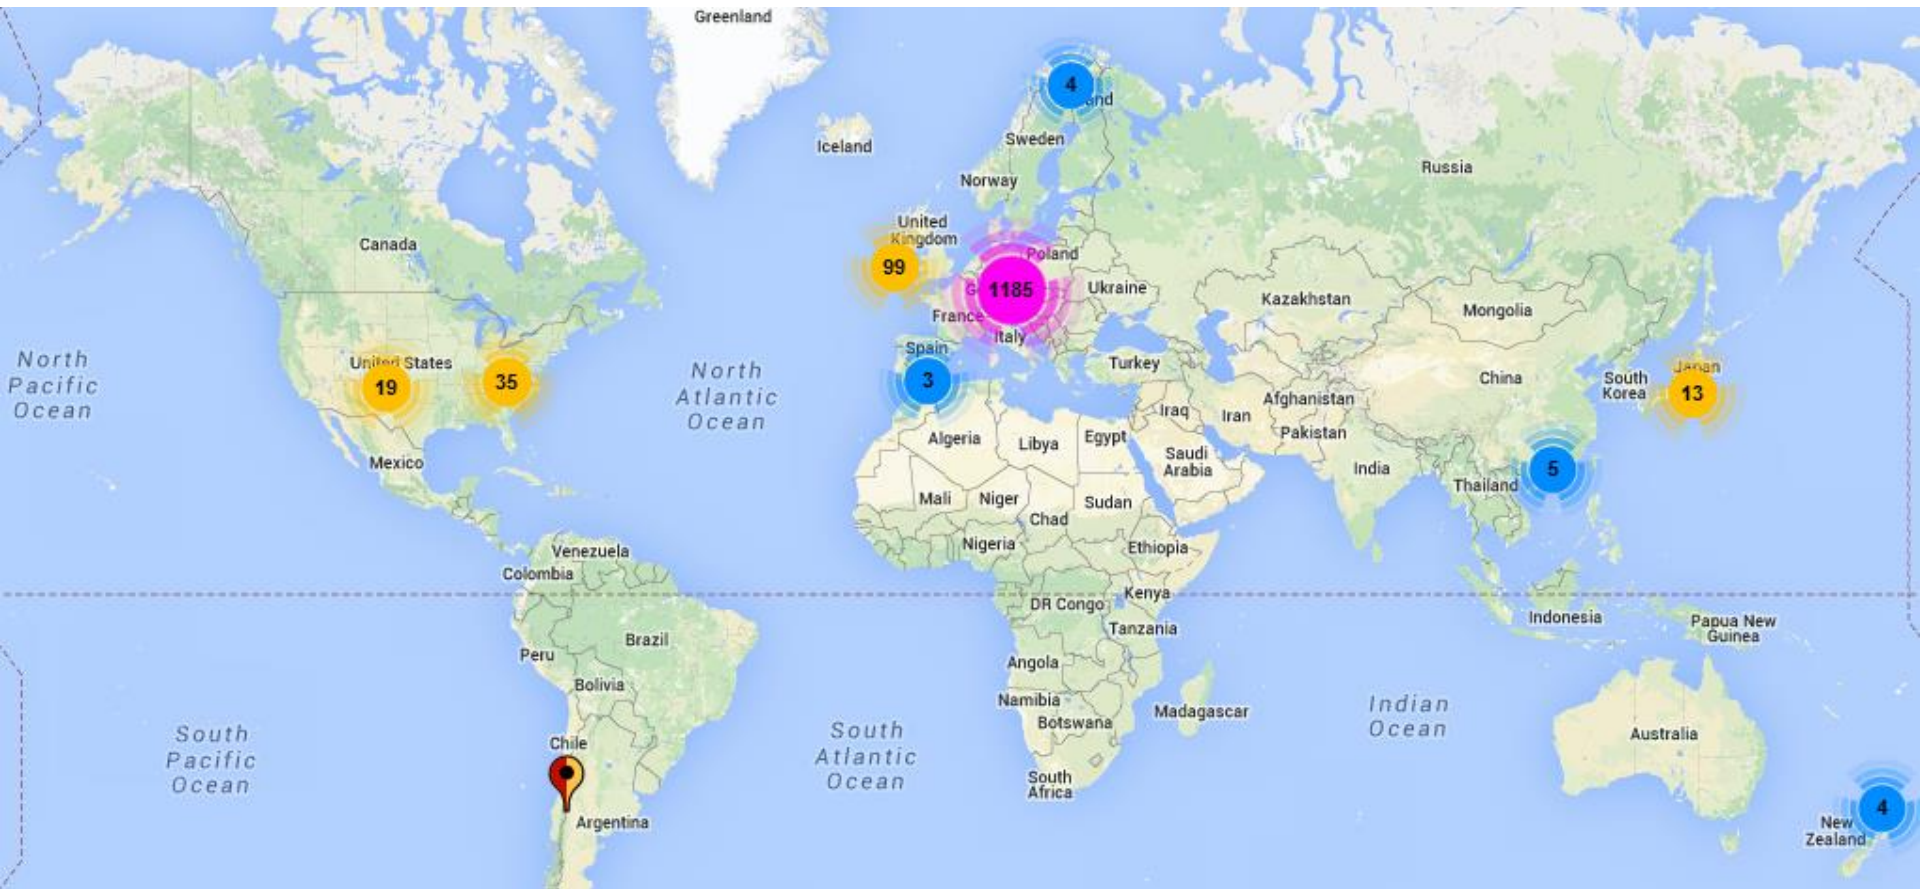 Greenland
4
Iceland
Sweden
Russia
Norway
United
Kingdom
Canada
Poland
99
1185
Ukraine
Kazakhstan
Mongolia
France
Italy
North
Pacific
Ocean
United States
19
35
North
Atlantic
Ocean
Spain
3
Turkey
China
South
Korea
Japan
13
Iraq
Iran
Afghanistan
Pakistan
Algeria
Libya
Egypt
Saudi
Arabia
Mexico
India
5
Thailand
Mali
Niger
Sudan
Chad
Nigeria
Ethiopia
Venezuela
Colombia
DR Congo
Kenya
Tanzania
Indonesia
Papua New
Guinea
Brazil
Peru
Bolivia
Angola
Namibia
Botswana
Madagascar
Indian
Ocean
Australia
South
Pacific
Ocean
Chile
South
Atlantic
Ocean
South
Africa
Argentina
New
Zealand
4